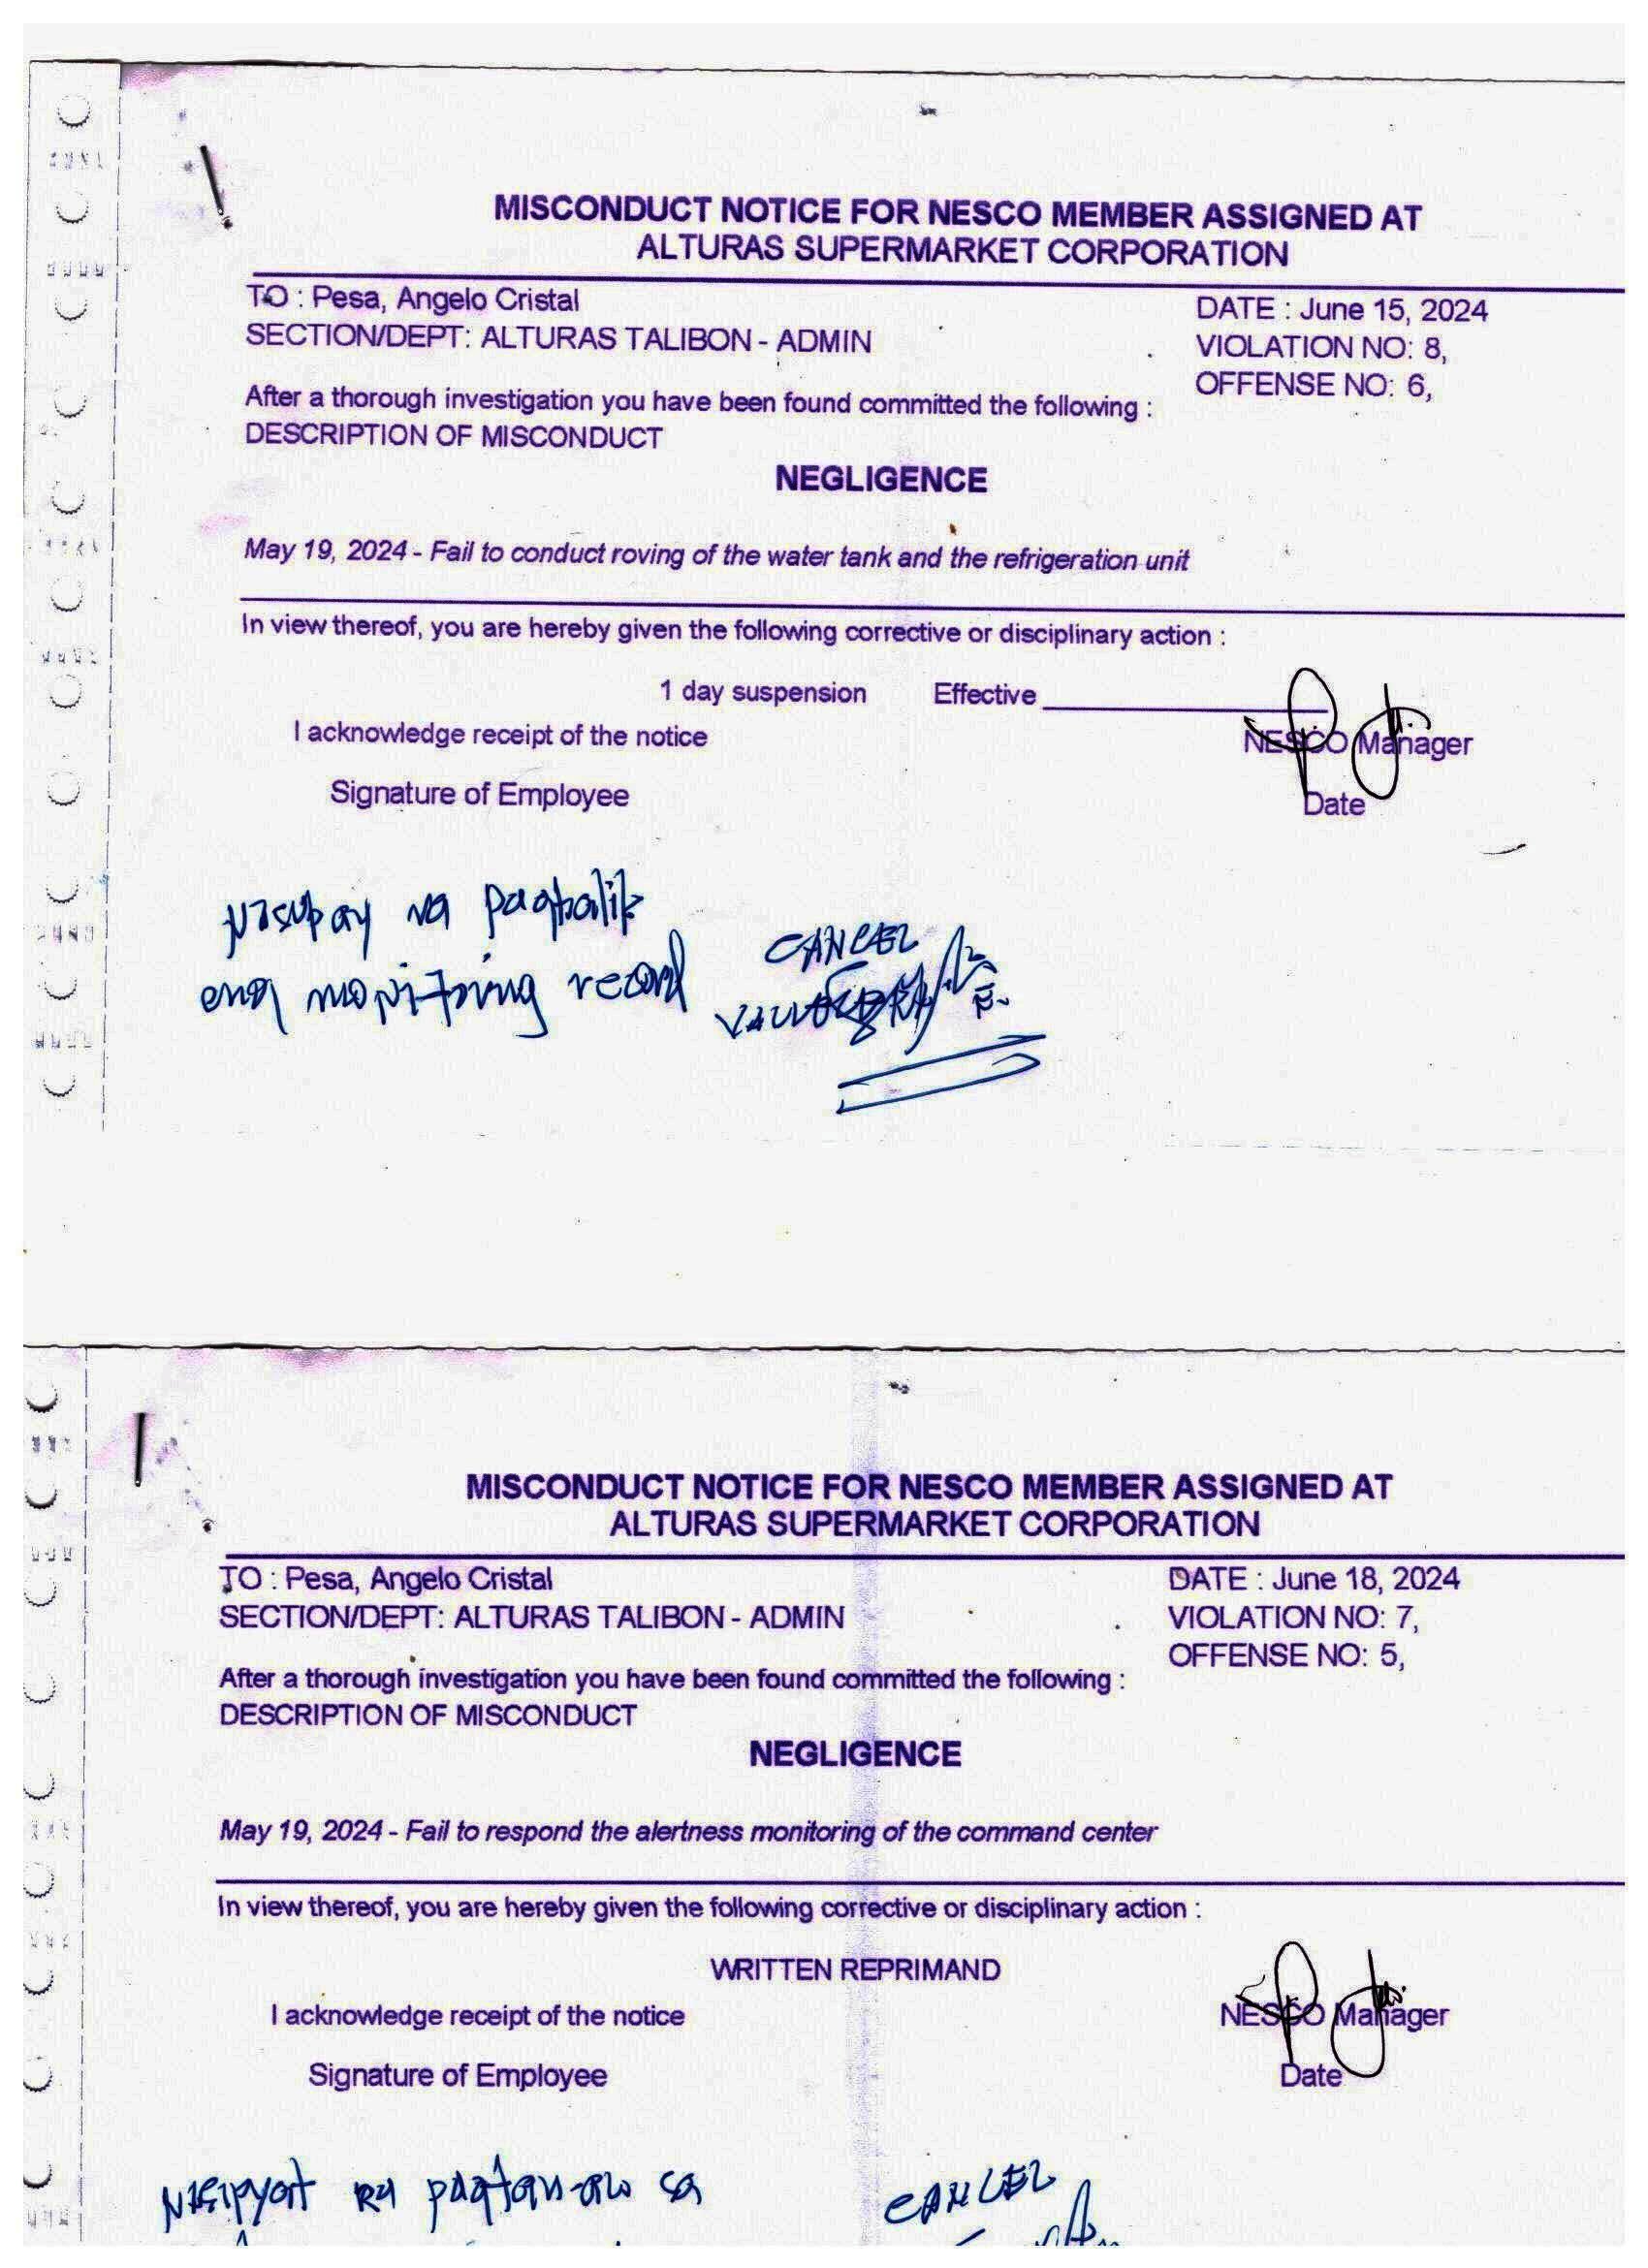 MISCONDUCT NOTICE FOR NESCO MEMBER ASSIGNED AT
ALTURAS SUPERMARKET CORPORATION
TO : Pesa, Angelo Cristal
DATE : June 15, 2024
SECTION/DEPT: ALTURAS TALIBON - ADMIN
VIOLATION NO: 8,
OFFENSE NO: 6,
After a thorough investigation you have been found committed the following :
DESCRIPTION OF MISCONDUCT
NEGLIGENCE
May 19, 2024 - Fail to conduct roving of the water tank and the refrigeration unit
In view thereof, you are hereby given the following corrective or disciplinary action :
1 day suspension Effective
I acknowledge receipt of the notice
NESCO Manager
Signature of Employee
Date
na pagbalik
monitoring record
CANCEL
MISCONDUCT NOTICE FOR NESCO MEMBER ASSIGNED AT
ALTURAS SUPERMARKET CORPORATION
TO : Pesa, Angelo Cristal
DATE : June 18, 2024
SECTION/DEPT: ALTURAS TALIBON - ADMIN
VIOLATION NO: 7,
OFFENSE NO: 5,
After a thorough investigation you have been found committed the following :
DESCRIPTION OF MISCONDUCT
NEGLIGENCE
May 19, 2024 - Fail to respond the alertness monitoring of the command center
In view thereof, you are hereby given the following corrective or disciplinary action :
WRITTEN REPRIMAND
I acknowledge receipt of the notice
NESCO Manager
Signature of Employee
Date
sa
CANCEL